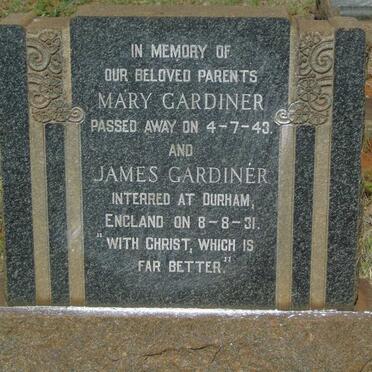 IN MEMORY OF
OUR BELOVED PARENTS
MARY GARDINER
PASSED AWAY ON 4-7-43.
AND
JAMES GARDINER
INTERRED AT DURHAM,
ENGLAND ON 8-8-31.
"WITH CHRIST, WHICH IS
FAR BETTER."